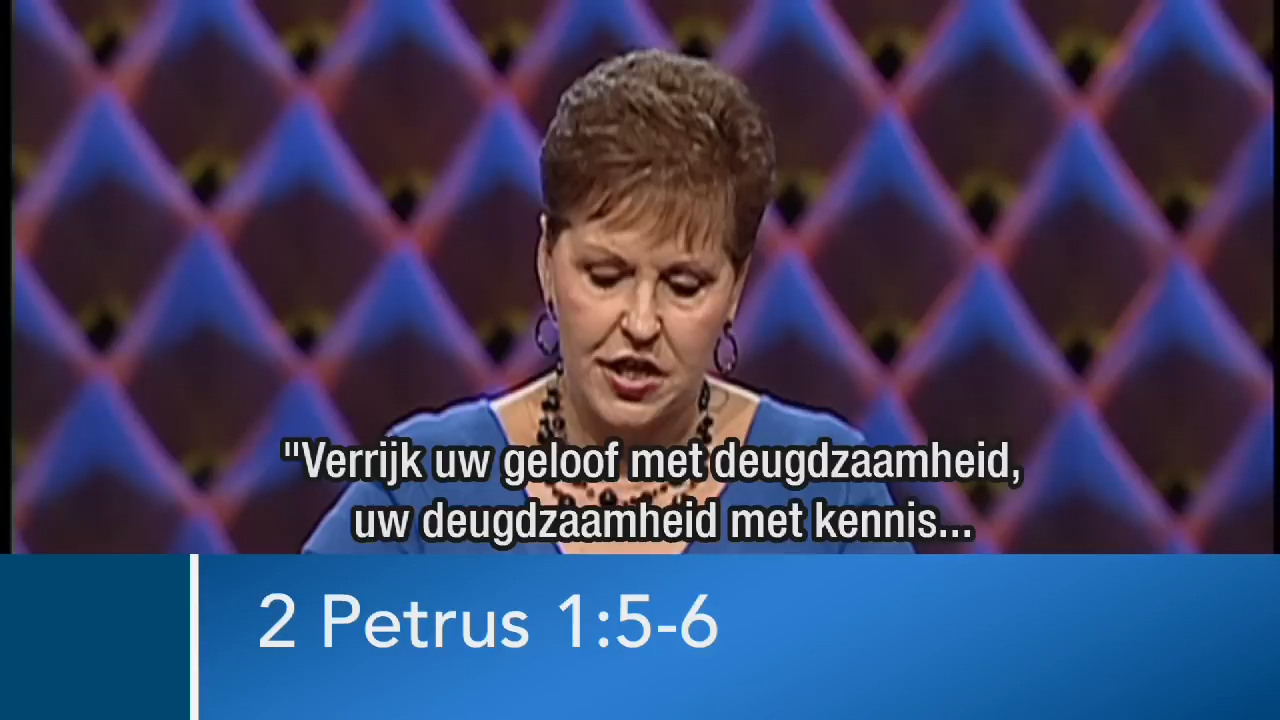 "Verrijk uw geloof met deugdzaamheid,
uw deugdzaamheid met kennis...
2 Petrus 1:5-6